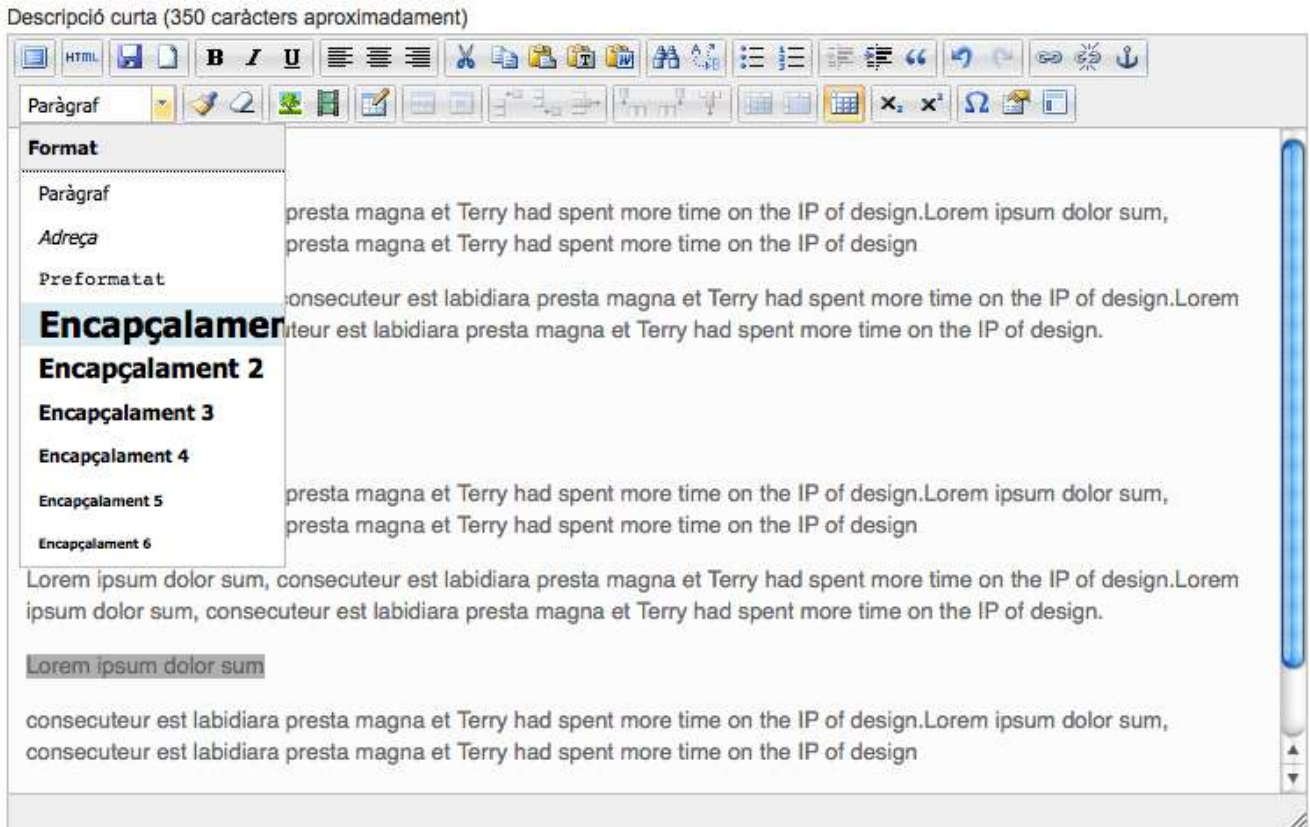 Descripció curta (350 caràcters aproximadament)
HTML B I U
Paràgraf
Format
Paràgraf
Adreça
Preformatat
Encapçalamen
Encapçalament 2
Encapçalament 3
Encapçalament 4
Encapçalament 5
Encapçalament 6
presta magna et Terry had spent more time on the IP of design.Lorem ipsum dolor sum,
presta magna et Terry had spent more time on the IP of design
consecuteur est labidiara presta magna et Terry had spent more time on the IP of design.Lorem
uteur est labidiara presta magna et Terry had spent more time on the IP of design.
presta magna et Terry had spent more time on the IP of design.Lorem ipsum dolor sum,
presta magna et Terry had spent more time on the IP of design
Lorem ipsum dolor sum, consecuteur est labidiara presta magna et Terry had spent more time on the IP of design.Lorem
ipsum dolor sum, consecuteur est labidiara presta magna et Terry had spent more time on the IP of design.
Lorem ipsum dolor sum
consecuteur est labidiara presta magna et Terry had spent more time on the IP of design.Lorem ipsum dolor sum,
consecuteur est labidiara presta magna et Terry had spent more time on the IP of design